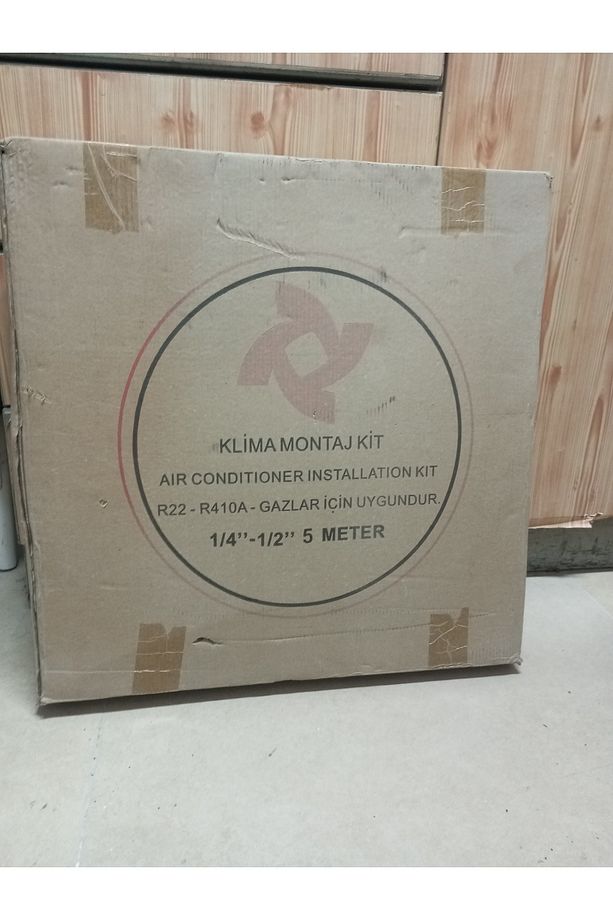 KLİMA MONTAJ KİT
AIR CONDITIONER INSTALLATION KIT
R22 - R410A - GAZLAR İÇİN UYGUNDUR.
1/4’’-1/2’’ 5 METER